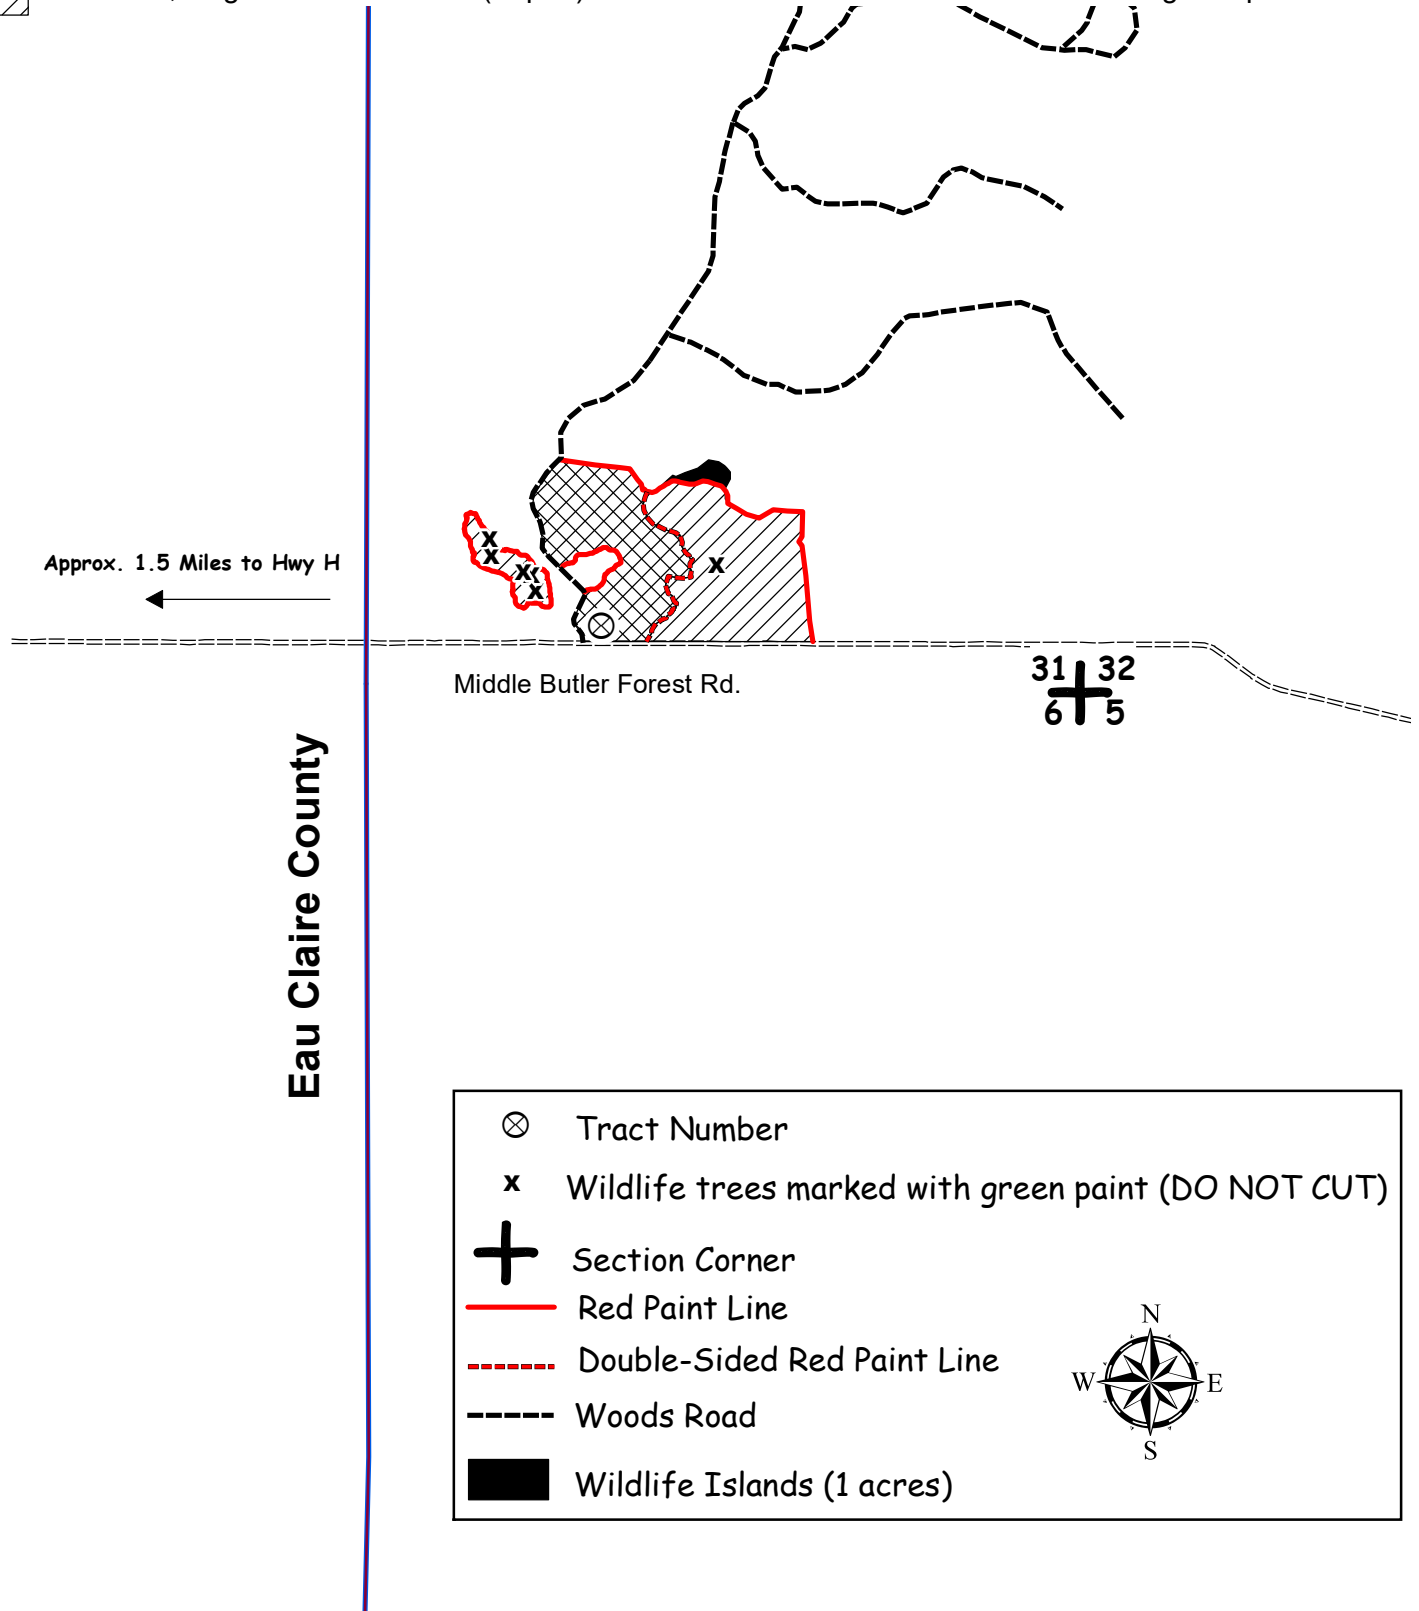 Approx. 1.5 Miles to Hwy H
x
x
x
x
x
x
31 32
6 5
Middle Butler Forest Rd.
Eau Claire County
Tract Number
x Wildlife trees marked with green paint (DO NOT CUT)
Section Corner
Red Paint Line
Double-Sided Red Paint Line
Woods Road
Wildlife Islands (1 acres)
N
W E
S